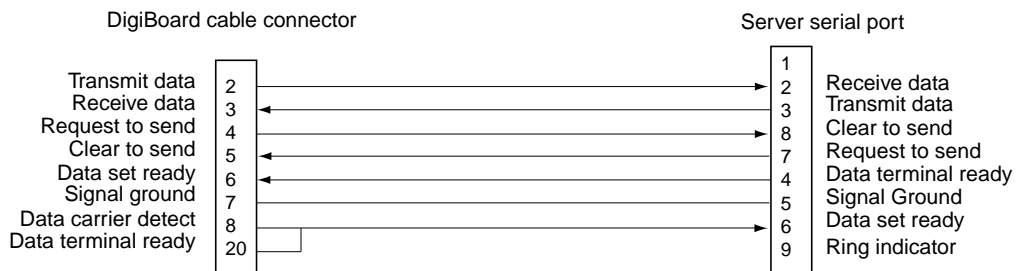 DigiBoard cable connector
Server serial port
1
Transmit data 2 2 Receive data
Receive data 3 3 Transmit data
Request to send 4 8 Clear to send
Clear to send 5 7 Request to send
Data set ready 6 4 Data terminal ready
Signal ground 7 5 Signal Ground
Data carrier detect 8 6 Data set ready
Data terminal ready 20 9 Ring indicator